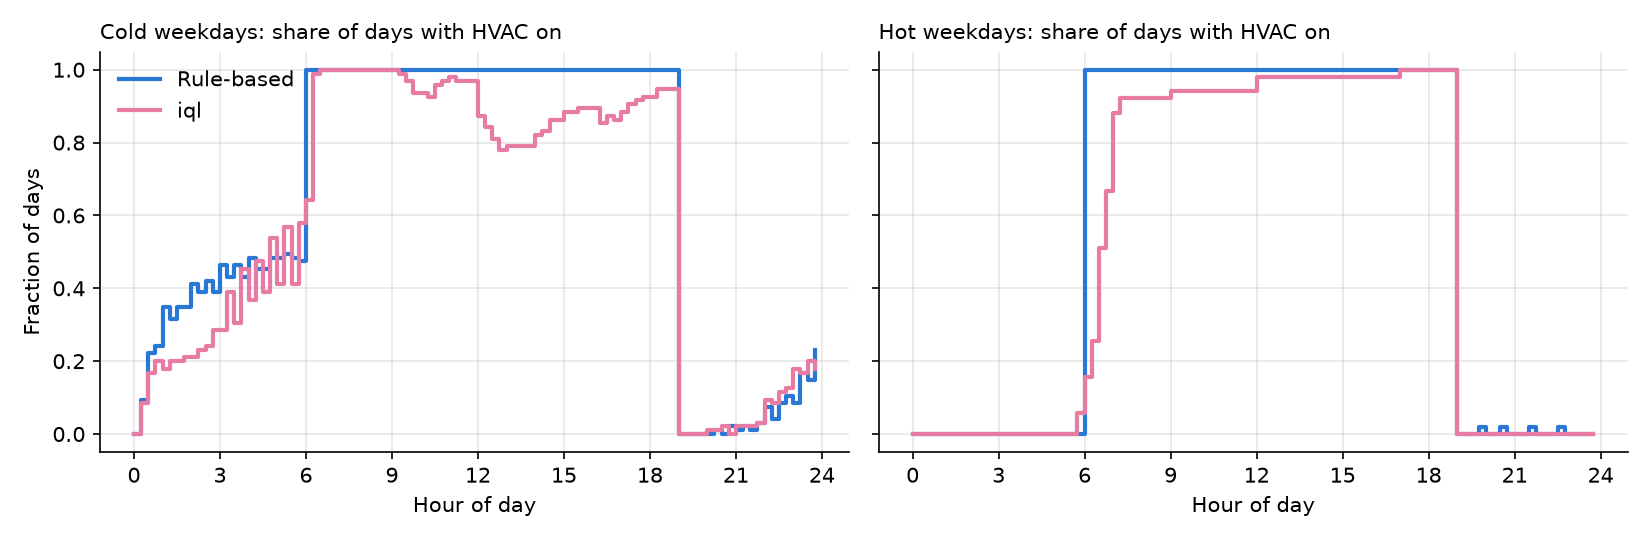 Cold weekdays: share of days with HVAC on
Hot weekdays: share of days with HVAC on
Rule-based
iql
Fraction of days
1.0
0.8
0.6
0.4
0.2
0.0
0 3 6 9 12 15 18 21 24
0 3 6 9 12 15 18 21 24
Hour of day
Hour of day